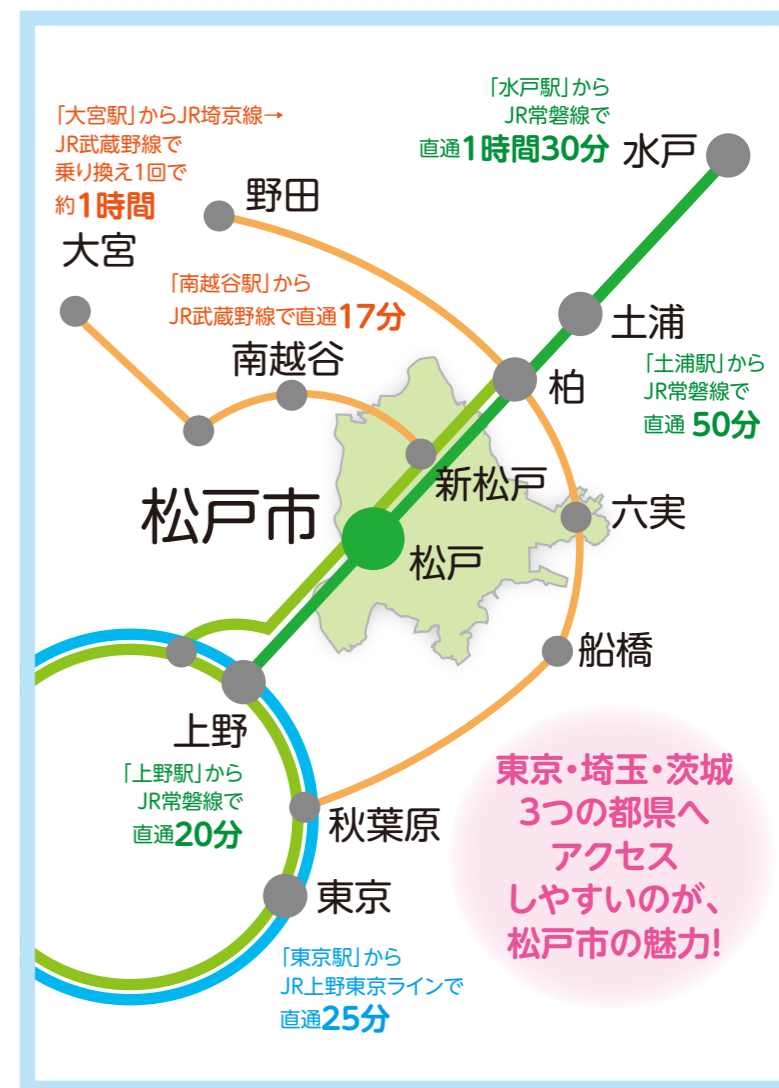 「大宮駅」からJR埼京線→
JR武蔵野線で
乗り換え1回で
約1時間
大宮
野田
「水戸駅」から
JR常磐線で
直通1時間30分
水戸
「南越谷駅」から
JR武蔵野線で直通17分
南越谷
土浦
「土浦駅」から
JR常磐線で
直通50分
柏
松戸市
新松戸
松戸
六実
船橋
上野
「上野駅」から
JR常磐線で
直通20分
秋葉原
東京
「東京駅」から
JR上野東京ラインで
直通25分
東京・埼玉・茨城
3つの都県へ
アクセス
しやすいのが、
松戸市の魅力!